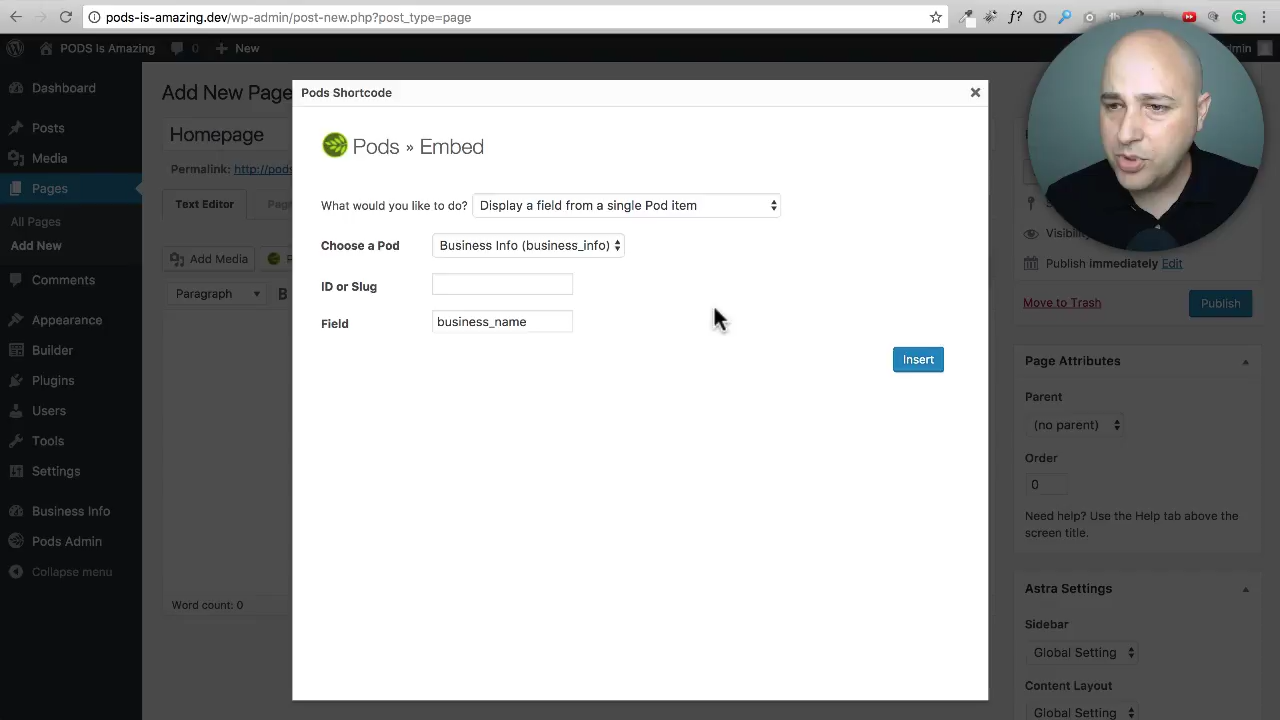 pods-is-amazing.dev/wp-admin/post-new.php?post_type=page
PODS Is Amazing 0 + New
Dashboard
Posts
Media
Pages
All Pages
Add New
Comments
Appearance
Builder
Plugins
Users
Tools
Settings
Business Info
Pods Admin
Collapse menu
Add New Page
Homepage
Permalink: http://pods
Text Editor
Add Media
Paragraph B
Word count: 0
Pods Shortcode
Pods » Embed
What would you like to do? Display a field from a single Pod item
Choose a Pod Business Info (business_info)
ID or Slug
Field business_name
Insert
Publish immediately Edit
Move to Trash Publish
Page Attributes
Parent
(no parent)
Order
0
Need help? Use the Help tab above the
screen title.
Astra Settings
Sidebar
Global Setting
Content Layout
Global Setting